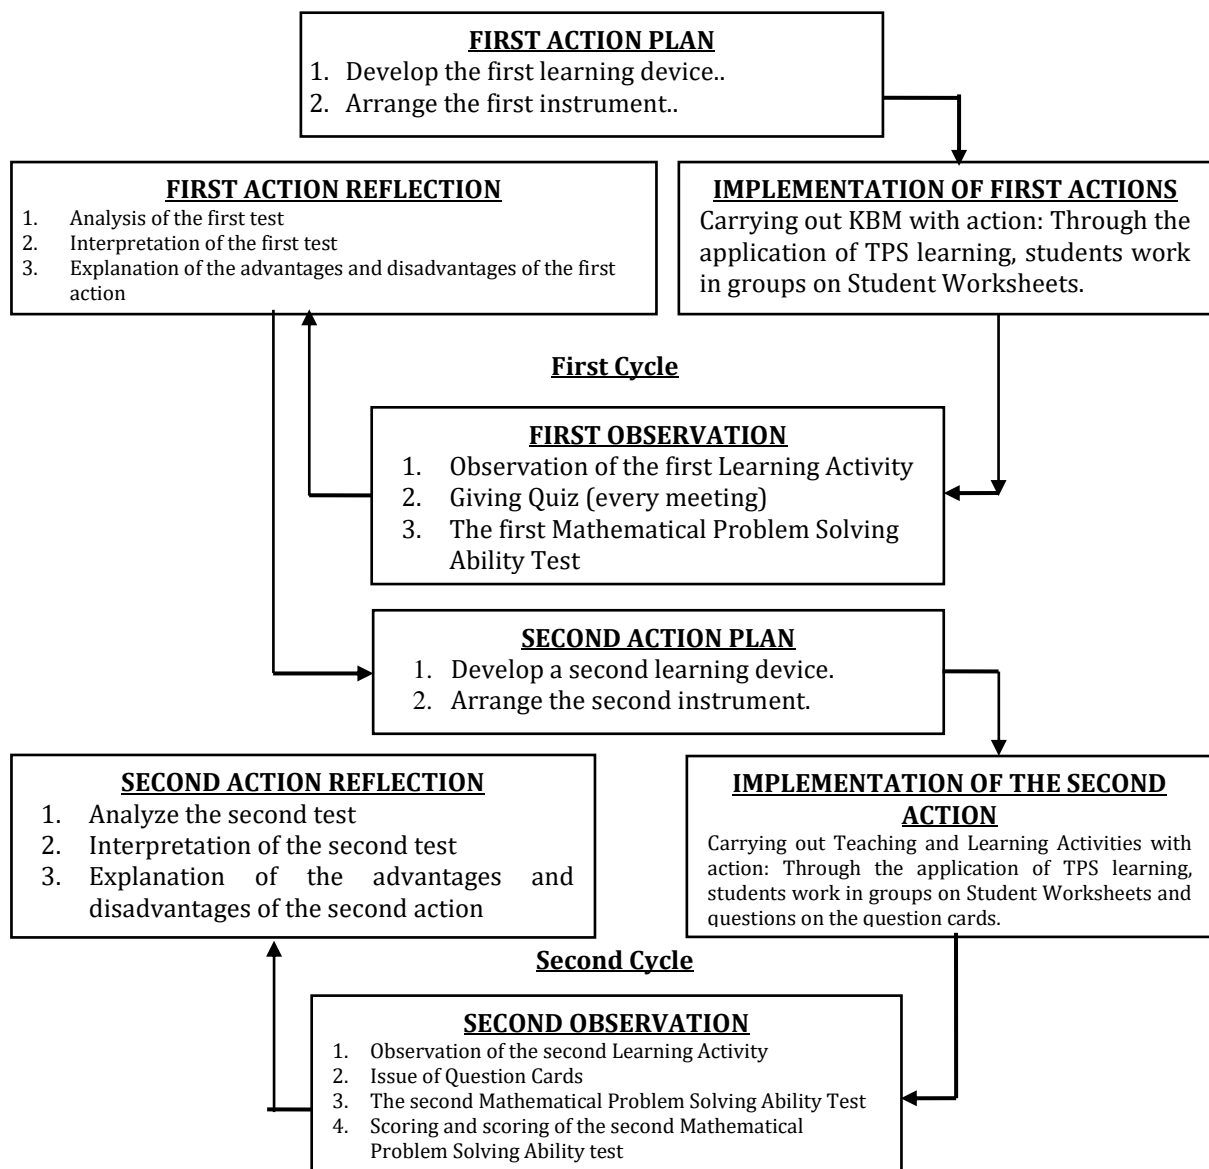 FIRST ACTION PLAN
1. Develop the first learning device..
2. Arrange the first instrument..
FIRST ACTION REFLECTION
1. Analysis of the first test
2. Interpretation of the first test
3. Explanation of the advantages and disadvantages of the first
action
IMPLEMENTATION OF FIRST ACTIONS
Carrying out KBM with action: Through the
application of TPS learning, students work
in groups on Student Worksheets.
First Cycle
FIRST OBSERVATION
1. Observation of the first Learning Activity
2. Giving Quiz (every meeting)
3. The first Mathematical Problem Solving
Ability Test
SECOND ACTION PLAN
1. Develop a second learning device.
2. Arrange the second instrument.
SECOND ACTION REFLECTION
1. Analyze the second test
2. Interpretation of the second test
3. Explanation of the advantages and
disadvantages of the second action
IMPLEMENTATION OF THE SECOND
ACTION
Carrying out Teaching and Learning Activities with
action: Through the application of TPS learning,
students work in groups on Student Worksheets and
questions on the question cards.
Second Cycle
SECOND OBSERVATION
1. Observation of the second Learning Activity
2. Issue of Question Cards
3. The second Mathematical Problem Solving Ability Test
4. Scoring and scoring of the second Mathematical
Problem Solving Ability test